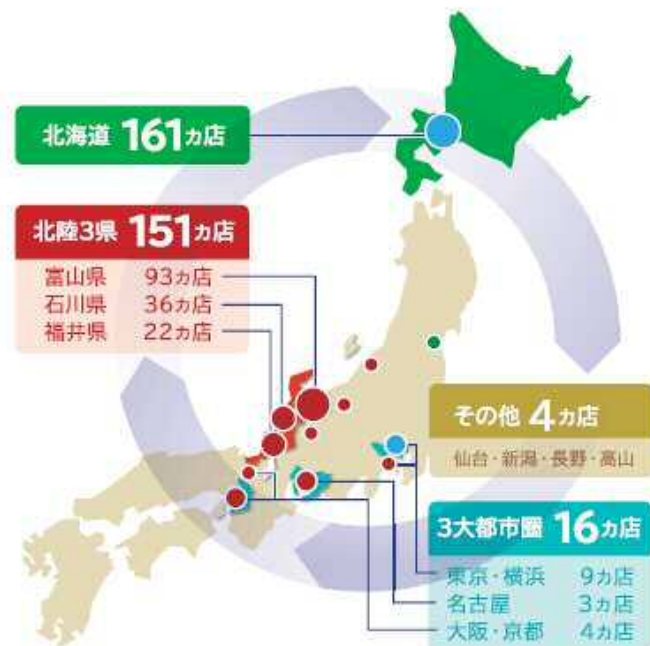 北海道 161ヵ店
北陸3県 151ヵ店
富山県 93ヵ店
石川県 36ヵ店
福井県 22ヵ店
その他 4ヵ店
仙台・新潟・長野・高山
3大都市圏 16ヵ店
東京・横浜 9ヵ店
名古屋 3ヵ店
大阪・京都 4ヵ店